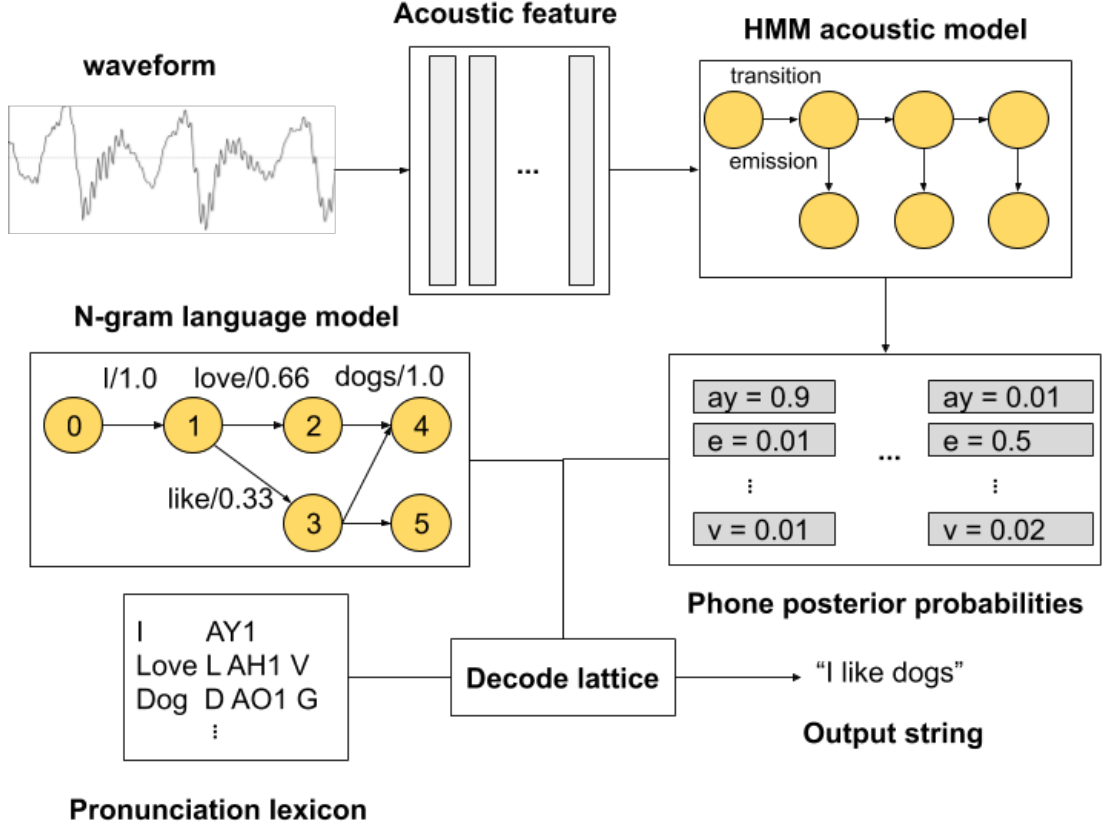 Acoustic feature
HMM acoustic model
waveform
transition
...
emission
N-gram language model
I/1.0 love/0.66 dogs/1.0
0 1 2 4
like/0.33
3 5
ay = 0.9 ay = 0.01
e = 0.01 e = 0.5
...
⋮ ⋮
v = 0.01 v = 0.02
Phone posterior probabilities
I AY1
Love L AH1 V
Dog D AO1 G
⋮
Decode lattice
“I like dogs”
Output string
Pronunciation lexicon